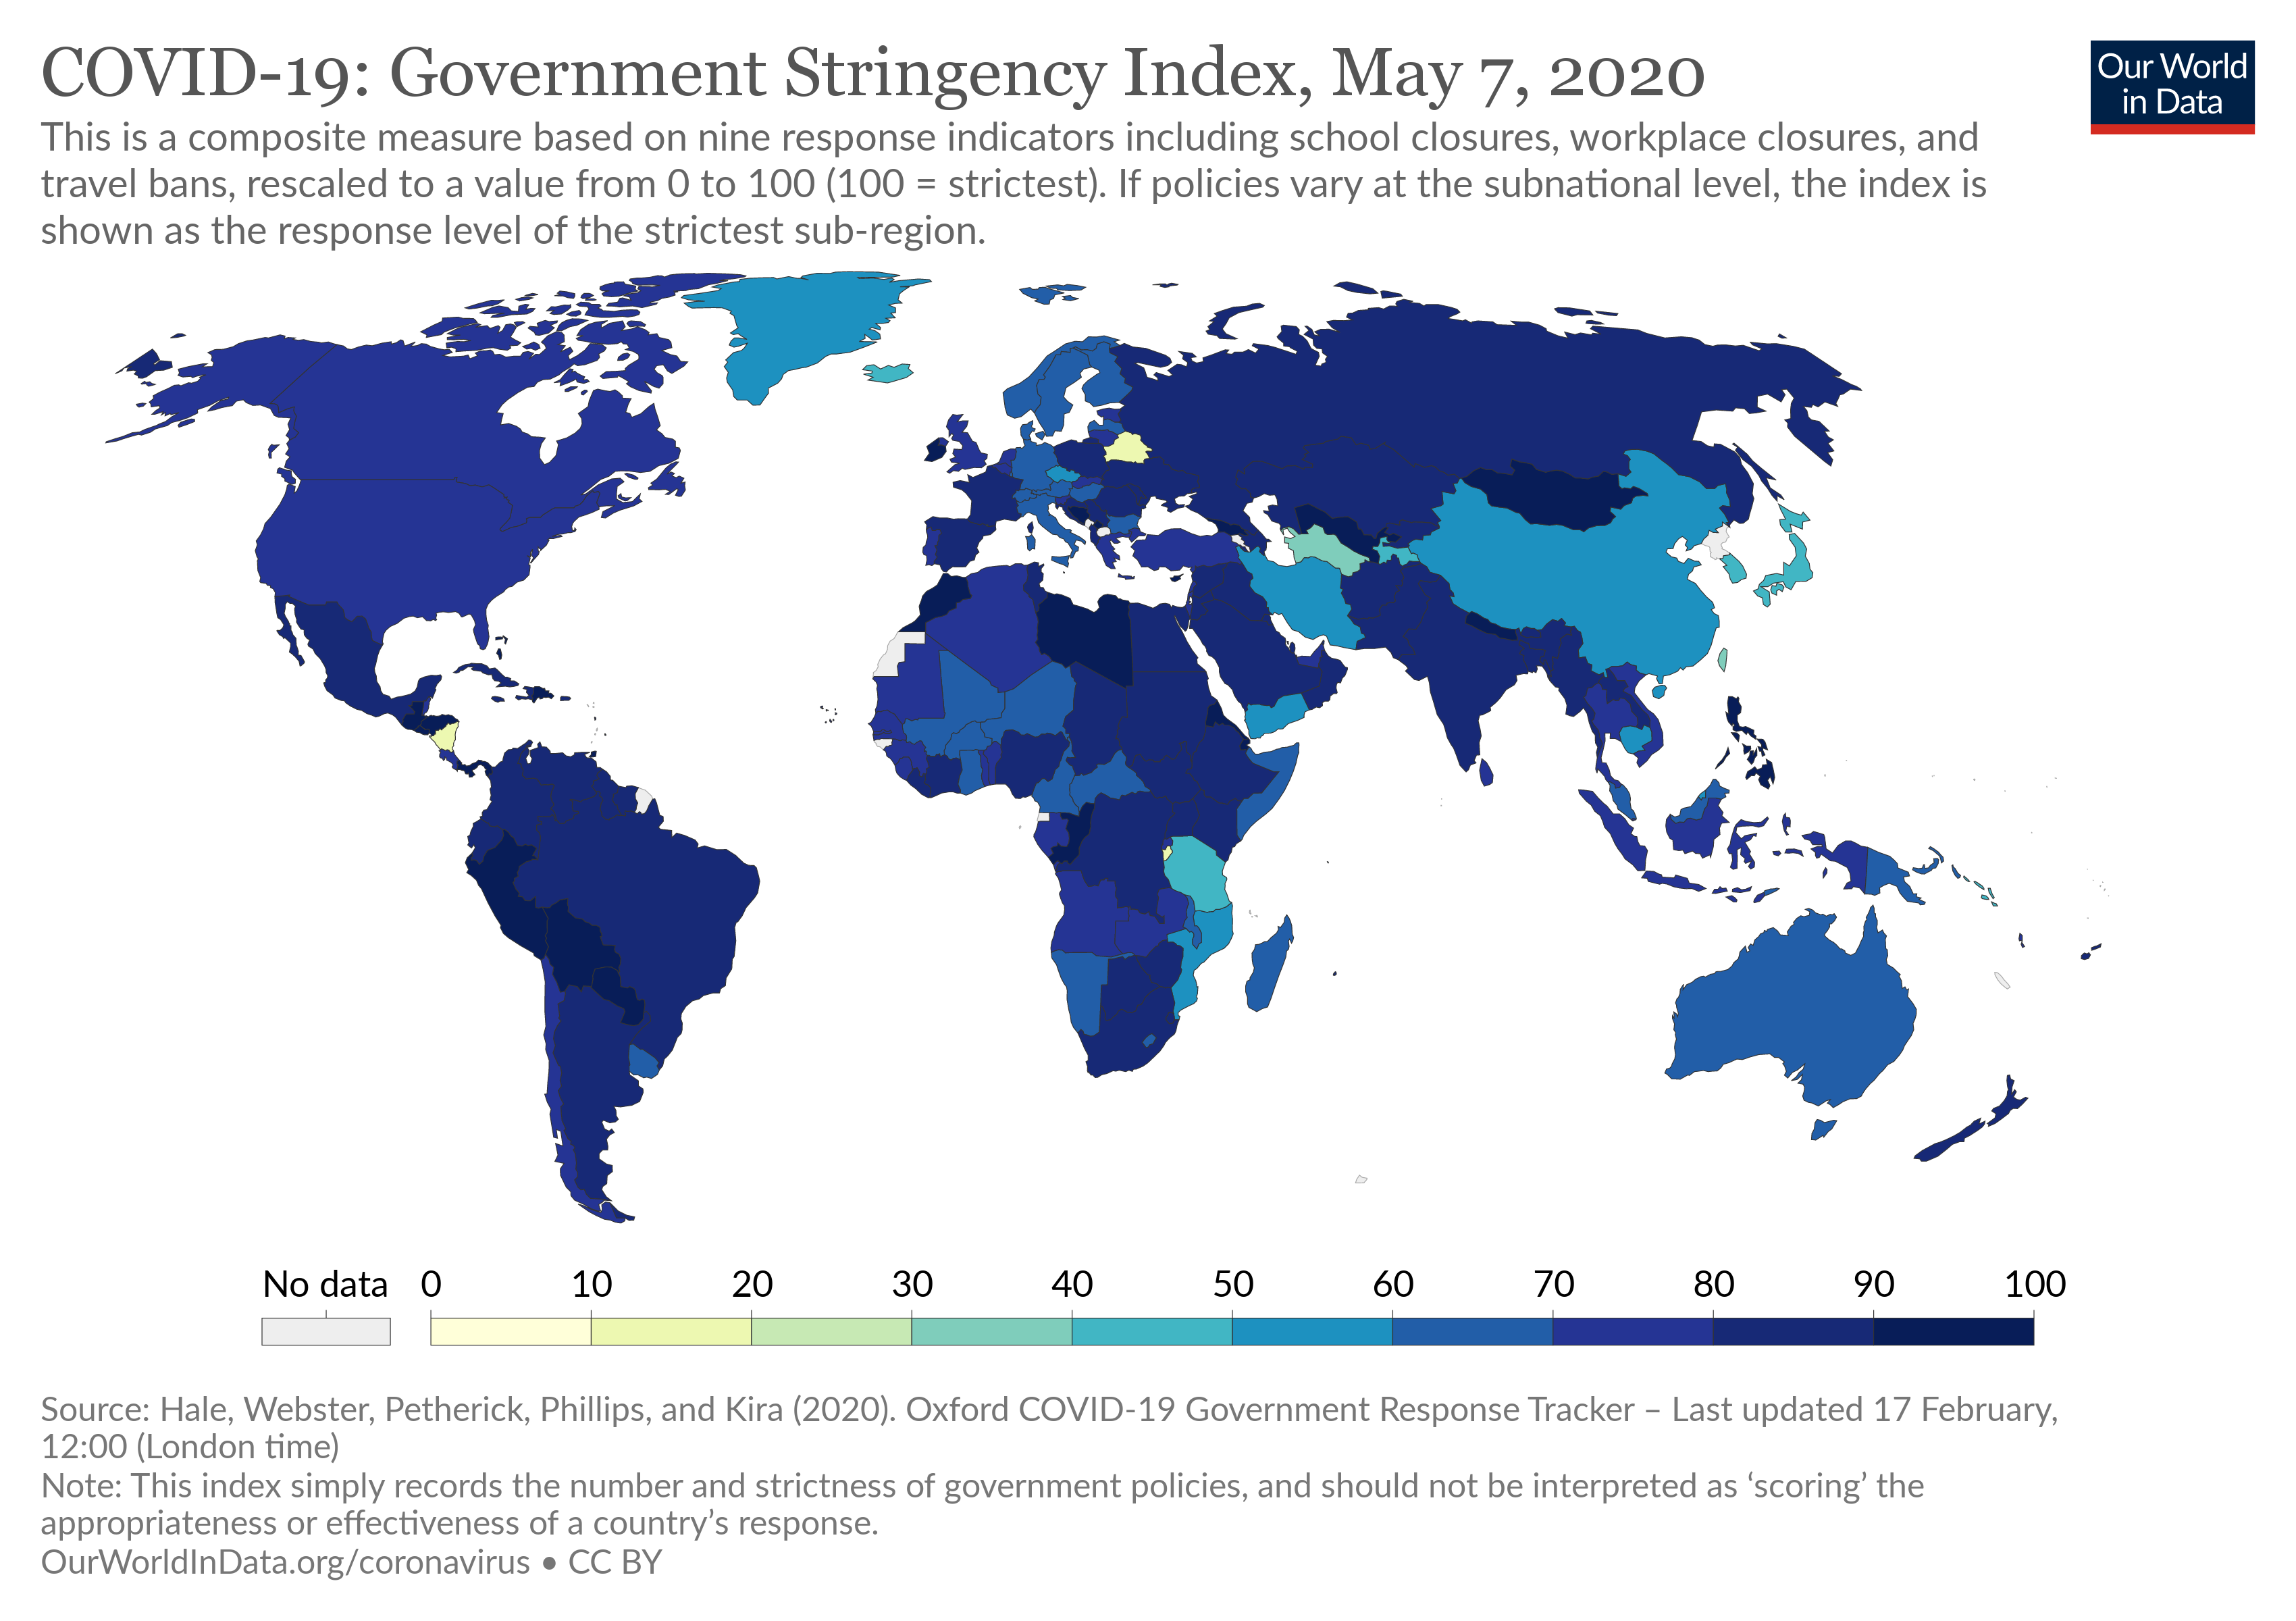 COVID-19: Government Stringency Index, May 7, 2020
Our World
in Data
This is a composite measure based on nine response indicators including school closures, workplace closures, and
travel bans, rescaled to a value from 0 to 100 (100 = strictest). If policies vary at the subnational level, the index is
shown as the response level of the strictest sub-region.
No data 0 10 20 30 40 50 60 70 80 90 100
Source: Hale, Webster, Petherick, Phillips, and Kira (2020). Oxford COVID-19 Government Response Tracker – Last updated 17 February,
12:00 (London time)
Note: This index simply records the number and strictness of government policies, and should not be interpreted as ‘scoring’ the
appropriateness or effectiveness of a country’s response.
OurWorldInData.org/coronavirus • CC BY